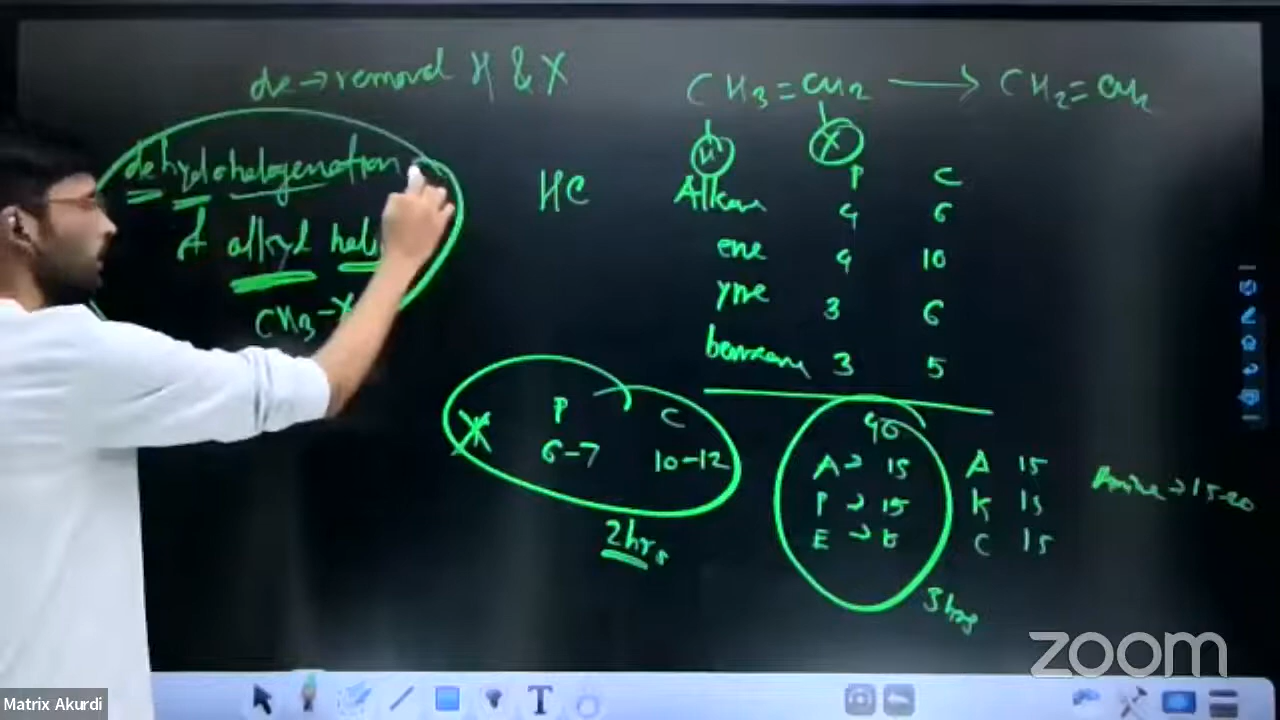 de → removal H & X
CH3 = CH2 → CH2 = CH2
H X
dehydrohalogenation
of alkyl hal
CH3 - X
HC
P C
Alkane 4 6
ene 4 10
yne 3 6
benzene 3 5
X P C
6-7 10-12
2hrs
A → 15 A 15
P → 15 K 15
E → 15 C 15
Amine → 15-20
3hrs
zoom
Matrix Akurdi
T